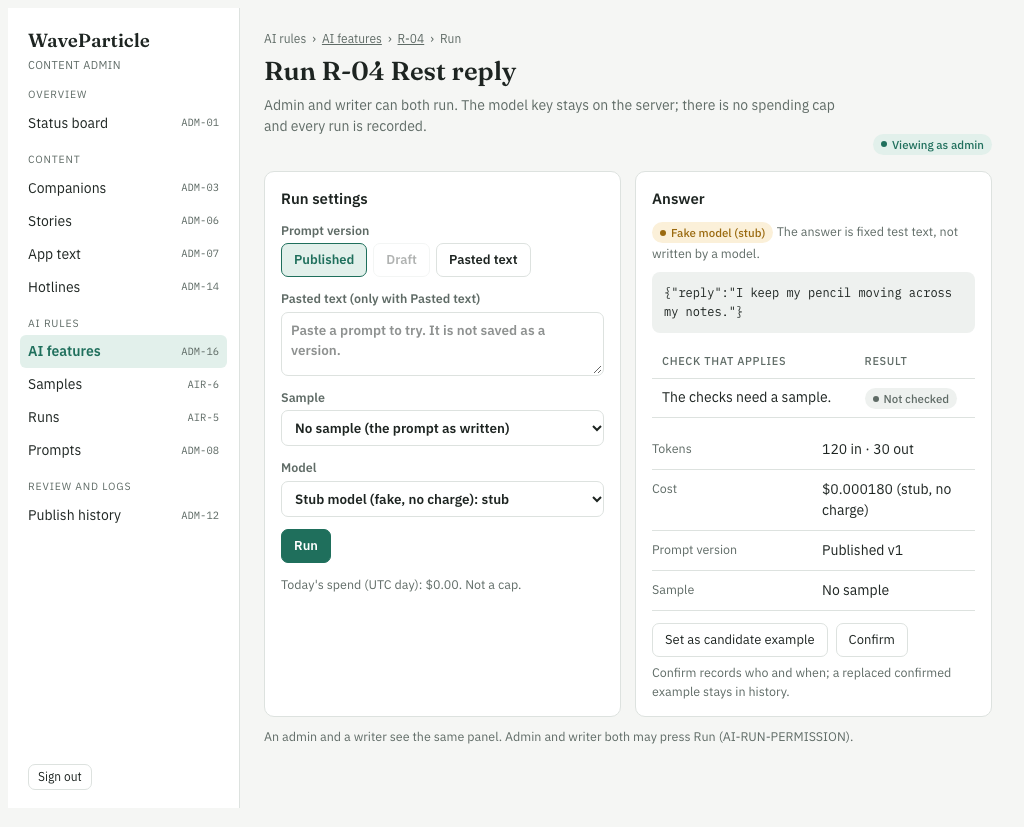 WaveParticle
CONTENT ADMIN
OVERVIEW
Status board ADM-01
CONTENT
Companions ADM-03
Stories ADM-06
App text ADM-07
Hotlines ADM-14
AI RULES
AI features ADM-16
Samples AIR-6
Runs AIR-5
Prompts ADM-08
REVIEW AND LOGS
Publish history ADM-12
Sign out
AI rules › AI features › R-04 › Run
Run R-04 Rest reply
Admin and writer can both run. The model key stays on the server; there is no spending cap
and every run is recorded.
Viewing as admin
Run settings
Prompt version
Published Draft Pasted text
Pasted text (only with Pasted text)
Paste a prompt to try. It is not saved as a
version.
Sample
No sample (the prompt as written)
Model
Stub model (fake, no charge): stub
Run
Today's spend (UTC day): $0.00. Not a cap.
Answer
Fake model (stub) The answer is fixed test text, not
written by a model.
{"reply":"I keep my pencil moving across
my notes."}
CHECK THAT APPLIES RESULT
The checks need a sample. Not checked
Tokens 120 in · 30 out
Cost $0.000180 (stub, no
charge)
Prompt version Published v1
Sample No sample
Set as candidate example Confirm
Confirm records who and when; a replaced confirmed
example stays in history.
An admin and a writer see the same panel. Admin and writer both may press Run (AI-RUN-PERMISSION).